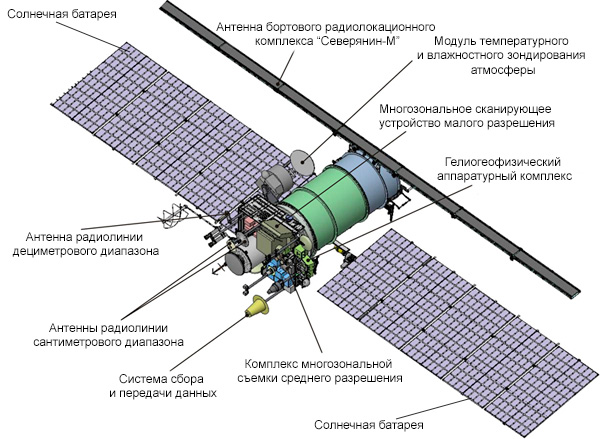 Солнечная батарея
Антенна бортового радиолокационного
комплекса “Северянин-М”
Модуль температурного
и влажностного зондирования
атмосферы
Многозональное сканирующее
устройство малого разрешения
Гелиогеофизический
аппаратурный комплекс
Антенна радиолинии
дециметрового диапазона
Антенны радиолинии
сантиметрового диапазона
Система сбора
и передачи данных
Комплекс многозональной
съемки среднего разрешения
Солнечная батарея